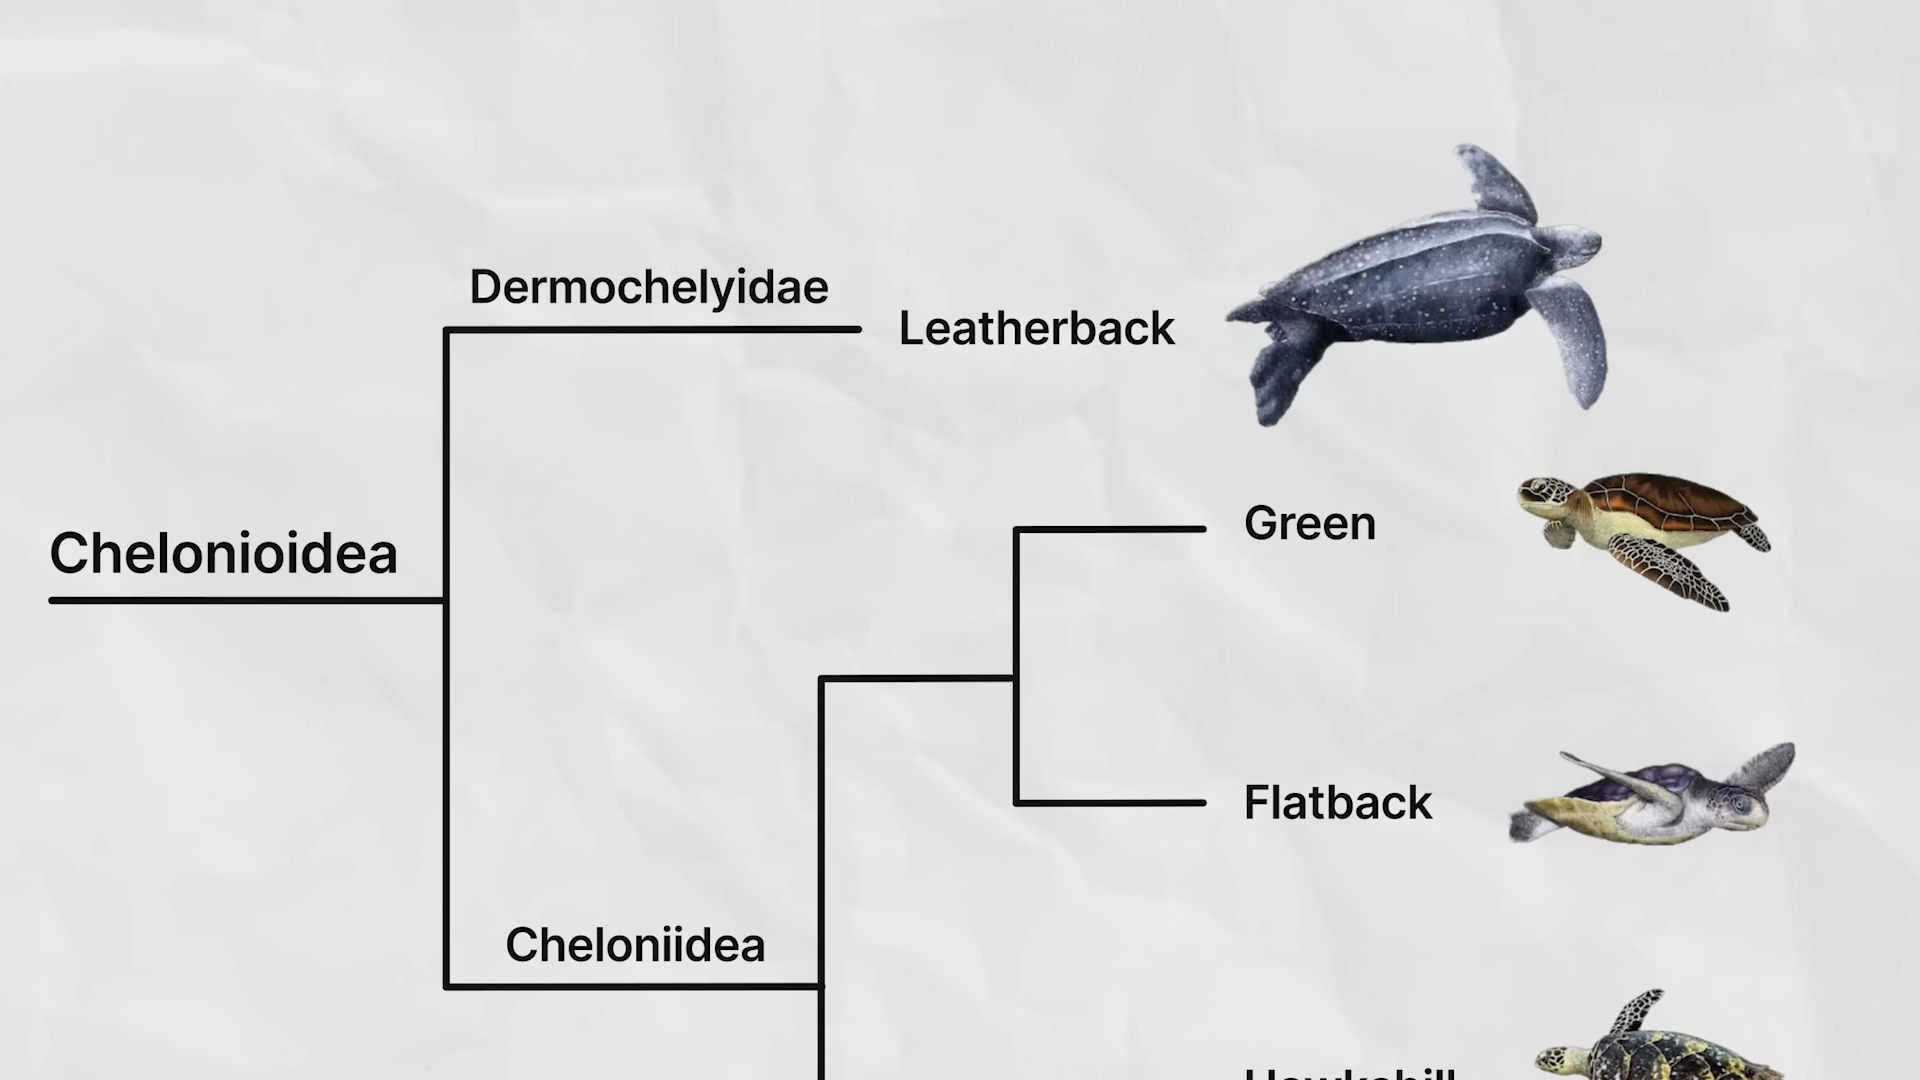 Dermochelyidae
Leatherback
Green
Chelonioidea
Flatback
Cheloniidea
Hawksbill